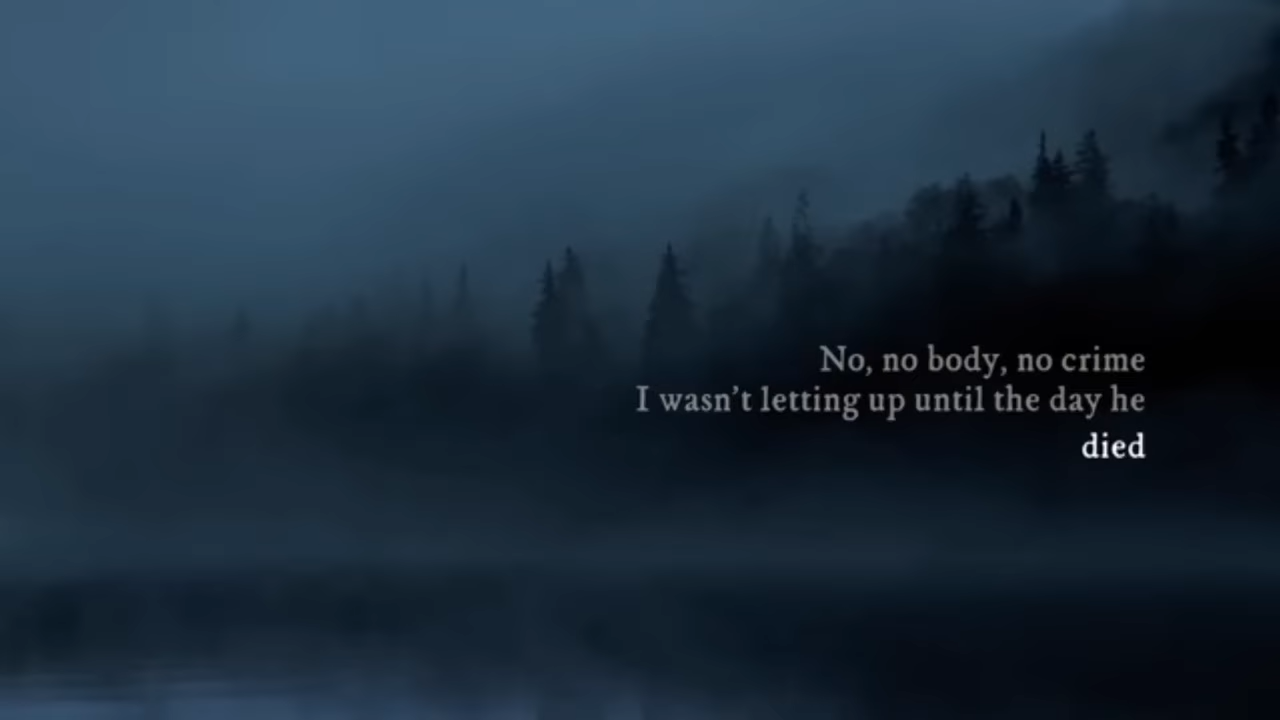 No, no body, no crime
I wasn’t letting up until the day he
died